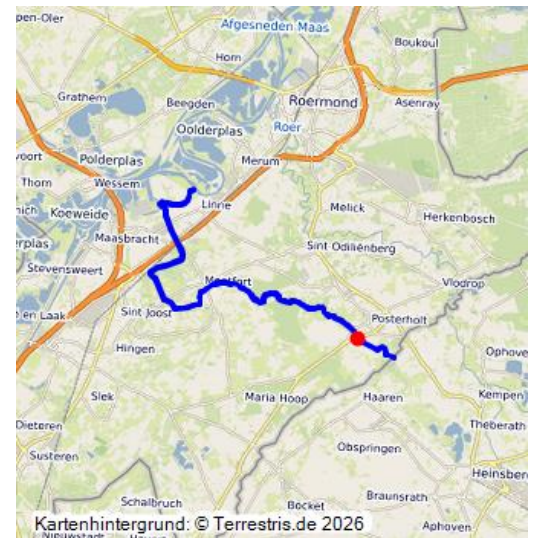 pen-Oler
Afgesneden Maas
Boukoul
Horn
Grathem
Beegden
Roermond
Asenray
Oolderplas
Roer
voort
Polderplas
Merum
Thorn
Wessem
Linne
Melick
Koeweide
Herkenbosch
erplas
Maasbracht
Sint Odiliënberg
Stevensweert
Montfort
Vlodrop
en Laak
Sint Joost
Posterholt
Hingen
Ophove
Slek
Maria Hoop
Haaren
Kempen
Dieteren
Theberath
Susteren
Obspringen
Heinsber
Schalbruch
Bocket
Braunsrath
Aphoven
Kartenhintergrund: © Terrestris.de 2026